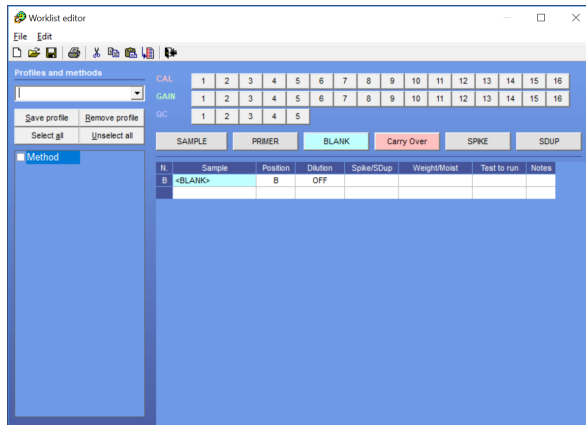 Worklist editor
File Edit
Profiles and methods
Save profile Remove profile
Select all Unselect all
Method
CAL 1 2 3 4 5 6 7 8 9 10 11 12 13 14 15 16
GAIN 1 2 3 4 5 6 7 8 9 10 11 12 13 14 15 16
QC 1 2 3 4 5
SAMPLE PRIMER BLANK Carry Over SPIKE SDUP
N. Sample Position Dilution Spike/SDup Weight/Moist Test to run Notes
B <BLANK> B OFF